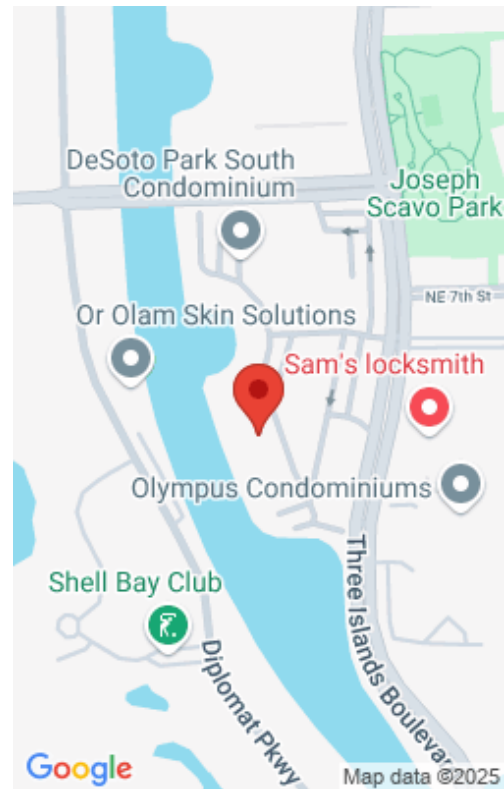 DeSoto Park South
Condominium
Joseph
Scavo Park
NE 7th St
Or Olam Skin Solutions
Sam's locksmith
Olympus Condominiums
Three Islands Boulevar
Shell Bay Club
Diplomat Pkwy
Google
Map data ©2025